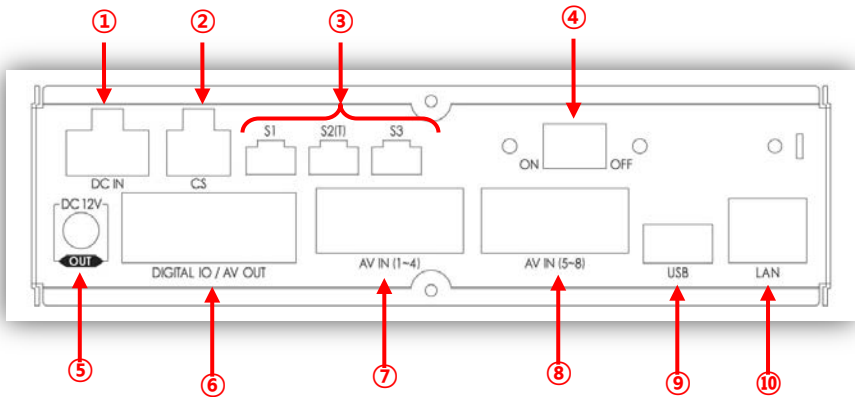 ① ② ③ ④
S1 S2(T) S3
ON OFF
DC IN CS
DC 12V
OUT
DIGITAL IO / AV OUT
AV IN (1~4)
AV IN (5~8)
USB
LAN
⑤ ⑥ ⑦ ⑧ ⑨ ⑩